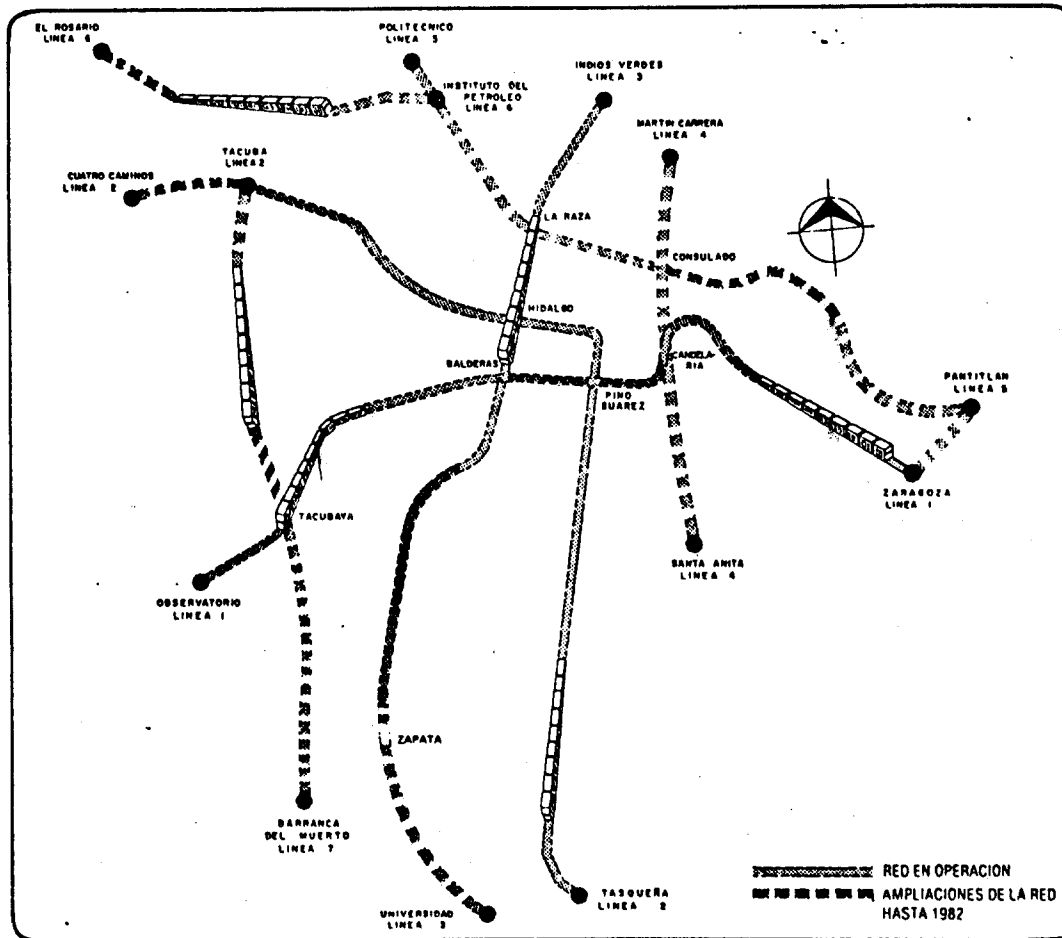 EL ROSARIO
LINEA 6
POLITECNICO
LINEA 5
INDIOS VERDES
LINEA 3
INSTITUTO DEL
PETROLEO
LINEA 6
MARTIN CARRERA
LINEA 4
TACUBA
LINEA 2
CUATRO CAMINOS
LINEA 2
LA RAZA
CONSULADO
HIDALGO
BALDERAS
CANDELA-
RIA
PINO
SUAREZ
PANTITLAN
LINEA 5
ZARAGOZA
LINEA 1
TACUBAYA
SANTA ANITA
LINEA 4
OBSERVATORIO
LINEA 1
ZAPATA
BARRANCA
DEL MUERTO
LINEA 7
TASQUEÑA
LINEA 2
UNIVERSIDAD
LINEA 3
RED EN OPERACION
AMPLIACIONES DE LA RED
HASTA 1982